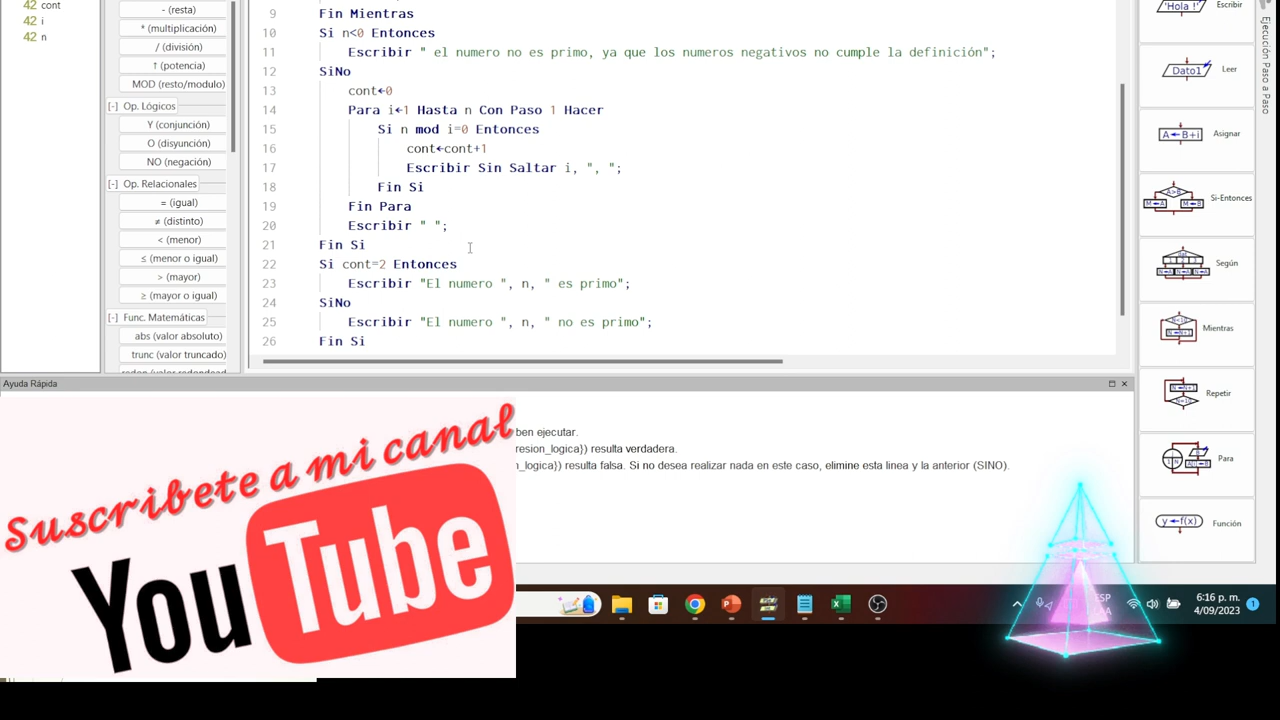 42 cont
42 i
42 n
- (resta)
* (multiplicación)
/ (división)
↑ (potencia)
MOD (resto/modulo)
[-] Op. Lógicos
Y (conjunción)
O (disyunción)
NO (negación)
[-] Op. Relacionales
= (igual)
≠ (distinto)
< (menor)
≤ (menor o igual)
> (mayor)
≥ (mayor o igual)
[-] Func. Matemáticas
abs (valor absoluto)
trunc (valor truncado)
9 Fin Mientras
10 Si n<0 Entonces
11 Escribir " el numero no es primo, ya que los numeros negativos no cumple la definición";
12 SiNo
13 cont←0
14 Para i←1 Hasta n Con Paso 1 Hacer
15 Si n mod i=0 Entonces
16 cont←cont+1
17 Escribir Sin Saltar i, ", ";
18 Fin Si
19 Fin Para
20 Escribir " ";
21 Fin Si
22 Si cont=2 Entonces
23 Escribir "El numero ", n, " es primo";
24 SiNo
25 Escribir "El numero ", n, " no es primo";
26 Fin Si
'Hola !' Escribir
Dato1 Leer
A←B+i Asignar
A>B M←A M←B Si-Entonces
Según
Mientras
Repetir
Para
y←f(x) Función
Ejecución Paso a Paso
Ayuda Rápida
ben ejecutar.
resion_logica}) resulta verdadera.
n_logica}) resulta falsa. Si no desea realizar nada en este caso, elimine esta linea y la anterior (SINO).
Suscribete a mi canal
YouTube
ESP
6:16 p. m.
4/09/2023
1